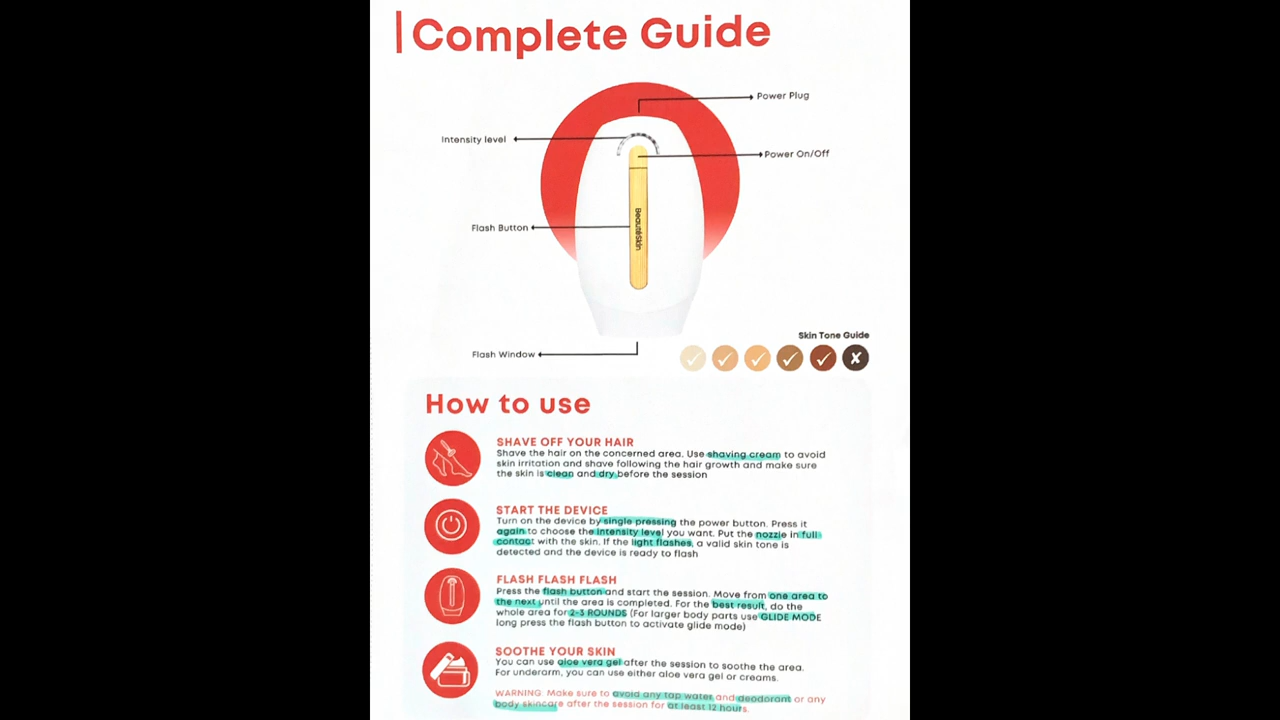 Complete Guide
Power Plug
Intensity level
Power On/Off
BeautéSkin
Flash Button
Skin Tone Guide
Flash Window
How to use
SHAVE OFF YOUR HAIR
Shave the hair on the concerned area. Use shaving cream to avoid
skin irritation and shave following the hair growth and make sure
the skin is clean and dry before the session
START THE DEVICE
Turn on the device by single pressing the power button. Press it
again to choose the intensity level you want. Put the nozzle in full
contact with the skin. If the light flashes, a valid skin tone is
detected and the device is ready to flash
FLASH FLASH FLASH
Press the flash button and start the session. Move from one area to
the next until the area is completed. For the best result, do the
whole area for 2-3 ROUNDS (For larger body parts use GLIDE MODE
long press the flash button to activate glide mode)
SOOTHE YOUR SKIN
You can use aloe vera gel after the session to soothe the area.
For underarm, you can use either aloe vera gel or creams.
WARNING: Make sure to avoid any tap water and deodorant or any
body skincare after the session for at least 12 hours.